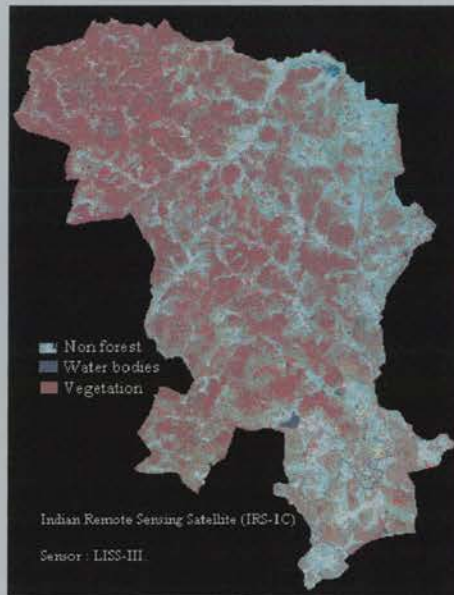 Non forest
Water bodies
Vegetation
Indian Remote Sensing Satellite (IRS-1C)
Sensor : LISS-III.